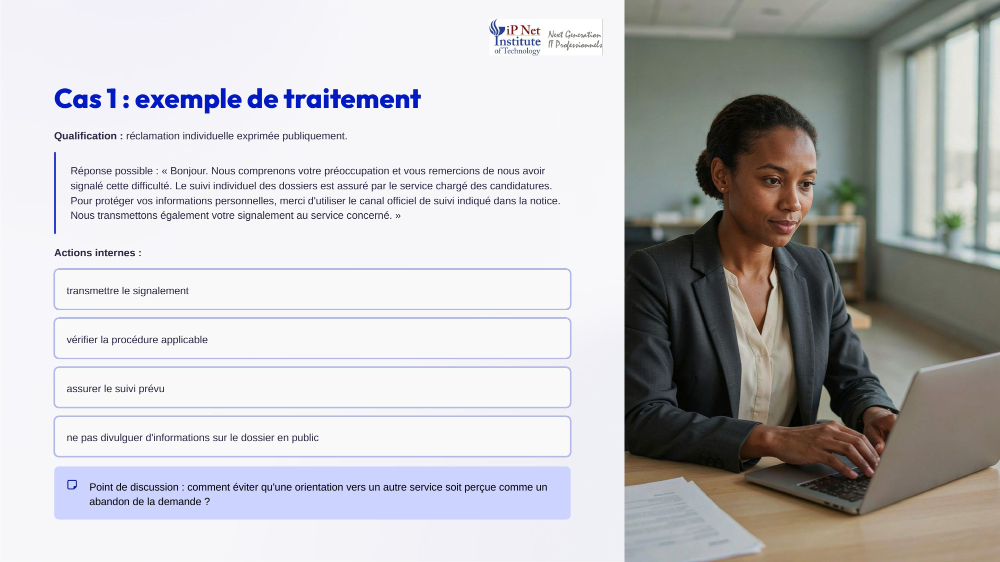 iP Net
Institute
of Technology
Next Generation
IT Professionnels
Cas 1 : exemple de traitement
Qualification : réclamation individuelle exprimée publiquement.
Réponse possible : « Bonjour. Nous comprenons votre préoccupation et vous remercions de nous avoir
signalé cette difficulté. Le suivi individuel des dossiers est assuré par le service chargé des candidatures.
Pour protéger vos informations personnelles, merci d'utiliser le canal officiel de suivi indiqué dans la notice.
Nous transmettons également votre signalement au service concerné. »
Actions internes :
transmettre le signalement
vérifier la procédure applicable
assurer le suivi prévu
ne pas divulguer d'informations sur le dossier en public
Point de discussion : comment éviter qu'une orientation vers un autre service soit perçue comme un
abandon de la demande ?